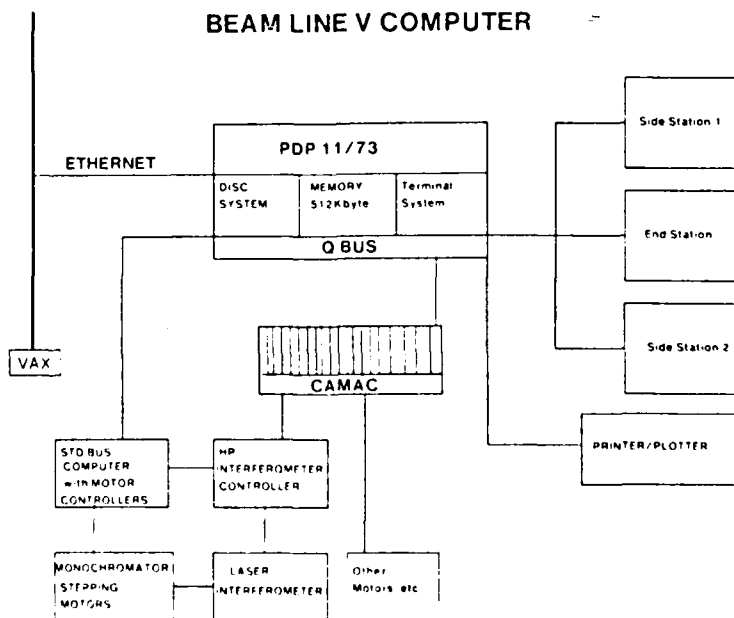 BEAM LINE V COMPUTER
ETHERNET
PDP 11/73
DISC
SYSTEM
MEMORY
512Kbyte
Terminal
System
Q BUS
Side Station 1
End Station
Side Station 2
VAX
CAMAC
PRINTER/PLOTTER
STD BUS
COMPUTER
with MOTOR
CONTROLLERS
HP
INTERFEROMETER
CONTROLLER
MONOCHROMATOR
STEPPING
MOTORS
LASER
INTERFEROMETER
Other
Motors etc